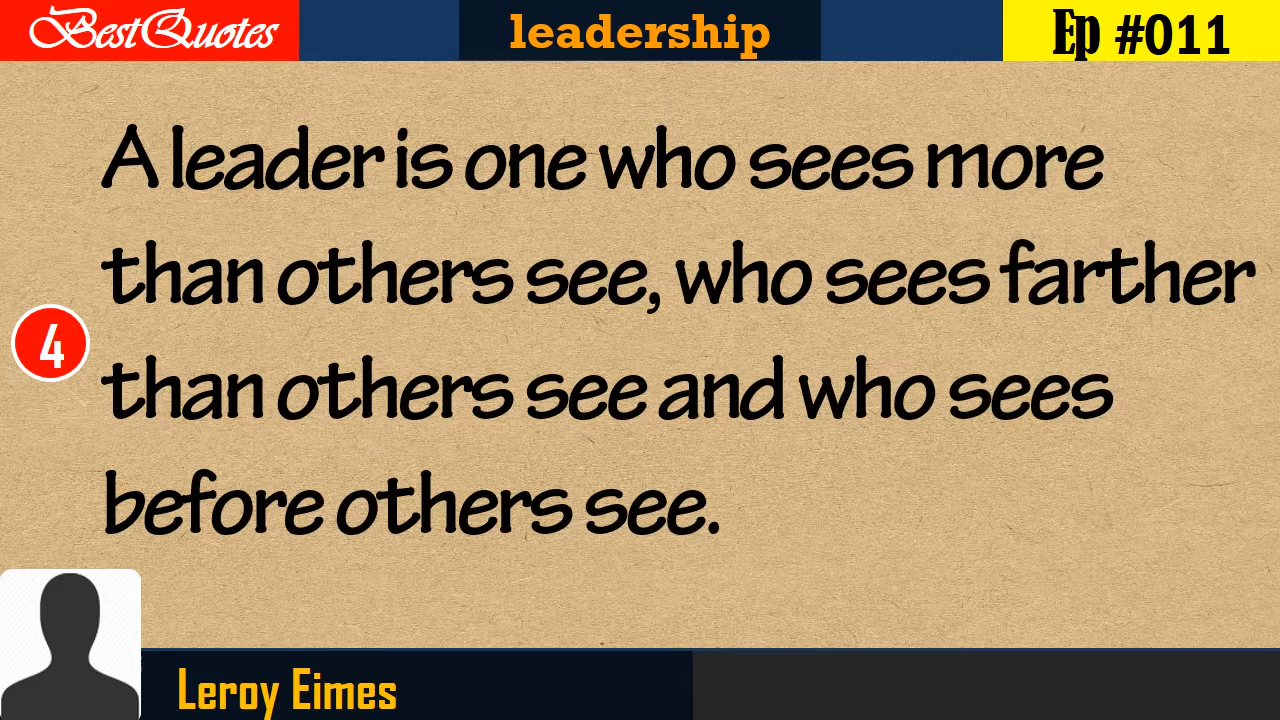 BestQuotes
leadership
Ep #011
A leader is one who sees more
than others see, who sees farther
than others see and who sees
before others see.
4
Leroy Eimes